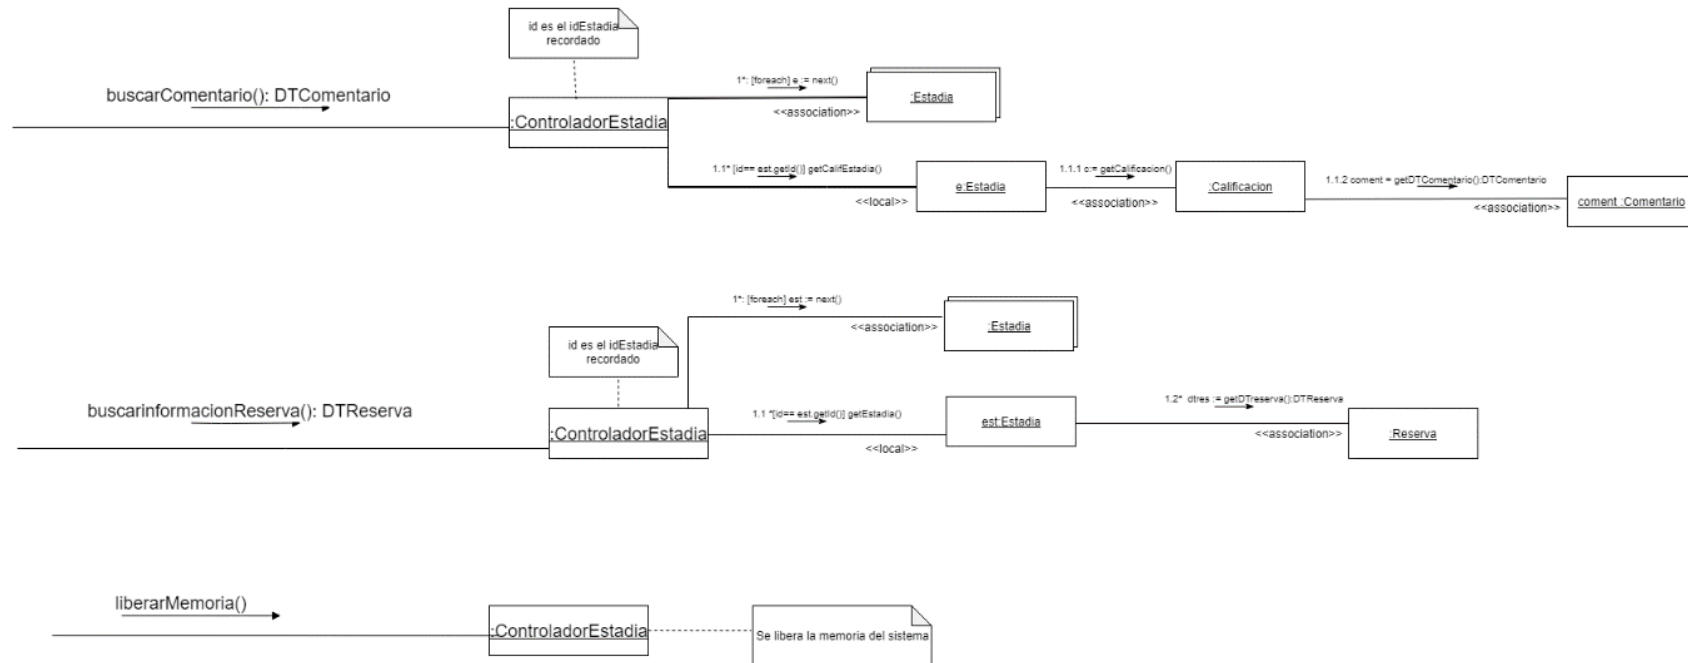 id es el idEstadia
recordado
buscarComentario(): DTComentario
1*: [foreach] e := next()
:Estadia
<<association>>
:ControladorEstadia
1.1* [id== est.getId()] getCalifEstadia()
e:Estadia
<<local>>
1.1.1 c:= getCalificacion()
<<association>>
:Calificacion
1.1.2 coment = getDTComentario():DTComentario
<<association>>
coment :Comentario
1*: [foreach] est := next()
<<association>>
:Estadia
id es el idEstadia
recordado
buscarinformacionReserva(): DTReserva
:ControladorEstadia
1.1 *[id== est.getId()] getEstadia()
<<local>>
est:Estadia
1.2* dtres := getDTreserva():DTReserva
<<association>>
:Reserva
liberarMemoria()
:ControladorEstadia
Se libera la memoria del sistema